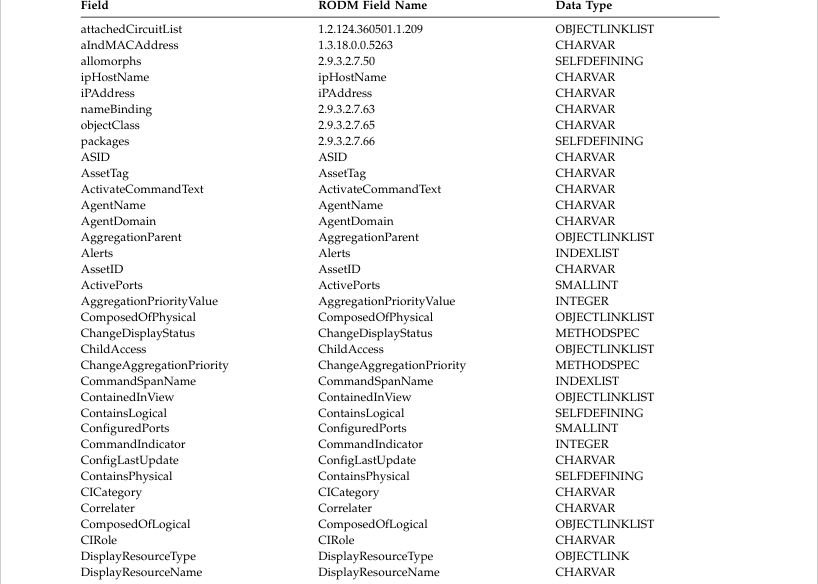 Field RODM Field Name Data Type
attachedCircuitList 1.2.124.360501.1.209 OBJECTLINKLIST
aIndMACAddress 1.3.18.0.0.5263 CHARVAR
allomorphs 2.9.3.2.7.50 SELFDEFINING
ipHostName ipHostName CHARVAR
iPAddress iPAddress CHARVAR
nameBinding 2.9.3.2.7.63 CHARVAR
objectClass 2.9.3.2.7.65 CHARVAR
packages 2.9.3.2.7.66 SELFDEFINING
ASID ASID CHARVAR
AssetTag AssetTag CHARVAR
ActivateCommandText ActivateCommandText CHARVAR
AgentName AgentName CHARVAR
AgentDomain AgentDomain CHARVAR
AggregationParent AggregationParent OBJECTLINKLIST
Alerts Alerts INDEXLIST
AssetID AssetID CHARVAR
ActivePorts ActivePorts SMALLINT
AggregationPriorityValue AggregationPriorityValue INTEGER
ComposedOfPhysical ComposedOfPhysical OBJECTLINKLIST
ChangeDisplayStatus ChangeDisplayStatus METHODSPEC
ChildAccess ChildAccess OBJECTLINKLIST
ChangeAggregationPriority ChangeAggregationPriority METHODSPEC
CommandSpanName CommandSpanName INDEXLIST
ContainedInView ContainedInView OBJECTLINKLIST
ContainsLogical ContainsLogical SELFDEFINING
ConfiguredPorts ConfiguredPorts SMALLINT
CommandIndicator CommandIndicator INTEGER
ConfigLastUpdate ConfigLastUpdate CHARVAR
ContainsPhysical ContainsPhysical SELFDEFINING
CICategory CICategory CHARVAR
Correlater Correlater CHARVAR
ComposedOfLogical ComposedOfLogical OBJECTLINKLIST
CIRole CIRole CHARVAR
DisplayResourceType DisplayResourceType OBJECTLINK
DisplayResourceName DisplayResourceName CHARVAR